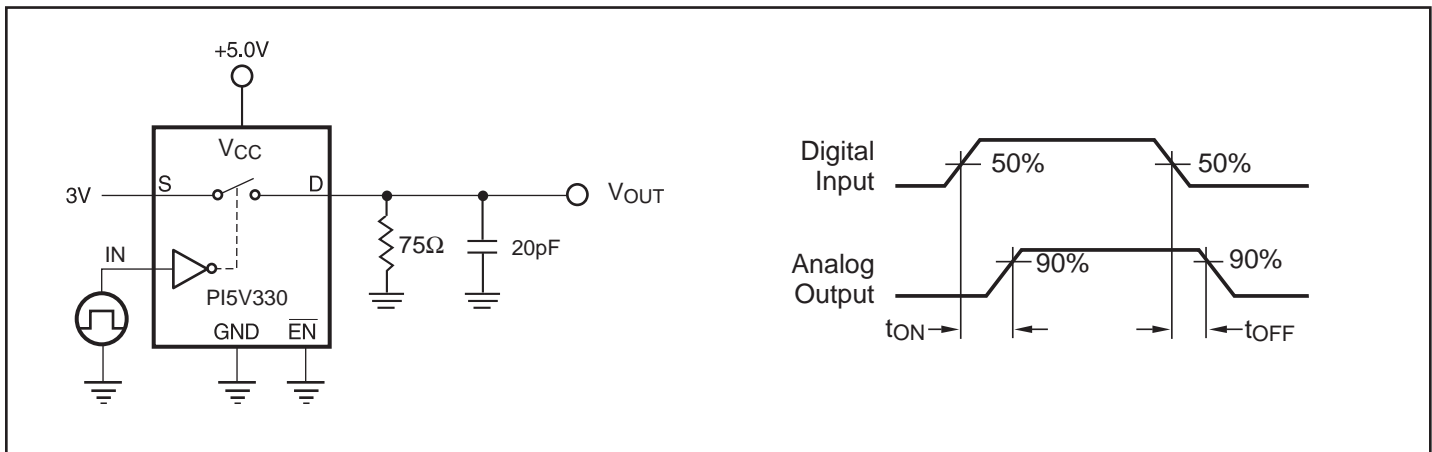 +5.0V
VCC
S
D
3V
VOUT
IN
75Ω
20pF
PI5V330
GND
E̅N̅
Digital
Input
50%
50%
Analog
Output
90%
90%
tON
tOFF